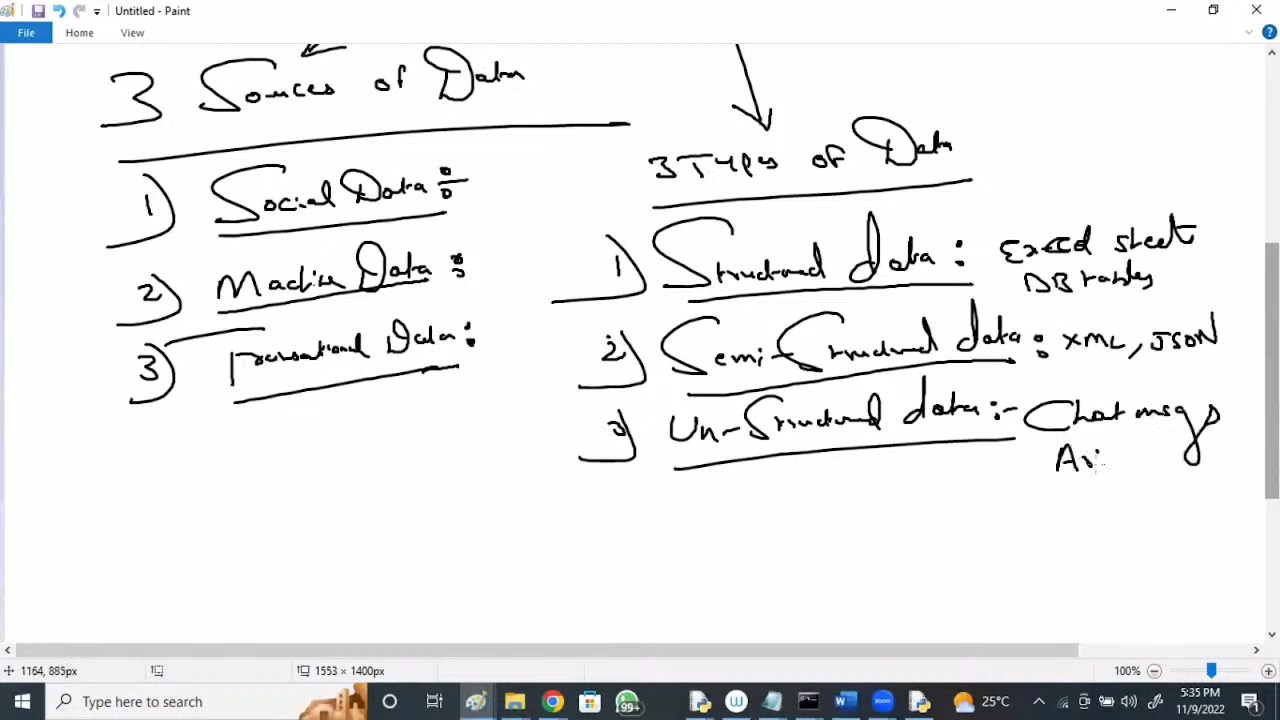 Untitled - Paint
File Home View
3 Sources of Data
1) Social Data:
2) Machine Data:
3) Transactional Data:
3 Types of Data
1) Structured data: Excel sheet
DB tables
2) Semi-Structured data: XML, JSON
3) Un-Structured data:- Chat msgs
1164, 885px
1553 × 1400px
100%
Type here to search
99+
25°C
5:35 PM
11/9/2022